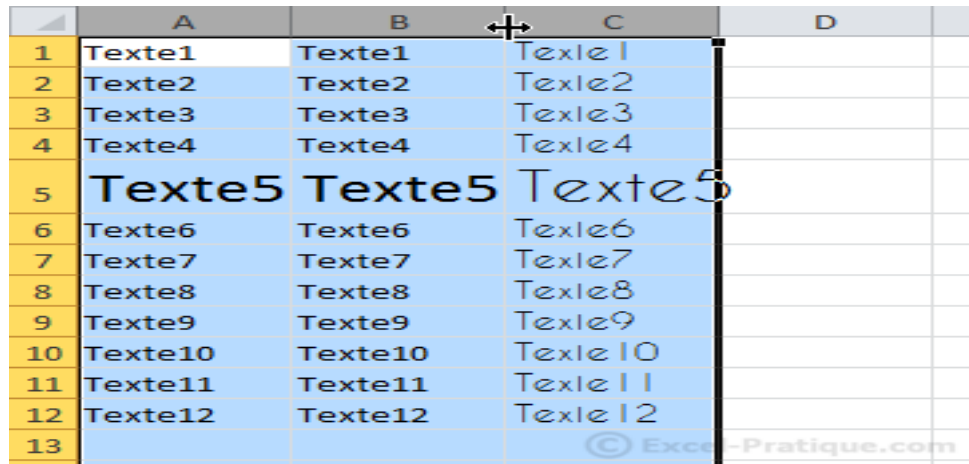 A B C D
1 Texte1 Texte1 Texte1
2 Texte2 Texte2 Texte2
3 Texte3 Texte3 Texte3
4 Texte4 Texte4 Texte4
5 Texte5 Texte5 Texte5
6 Texte6 Texte6 Texte6
7 Texte7 Texte7 Texte7
8 Texte8 Texte8 Texte8
9 Texte9 Texte9 Texte9
10 Texte10 Texte10 Texte10
11 Texte11 Texte11 Texte11
12 Texte12 Texte12 Texte12
13 © Excel-Pratique.com